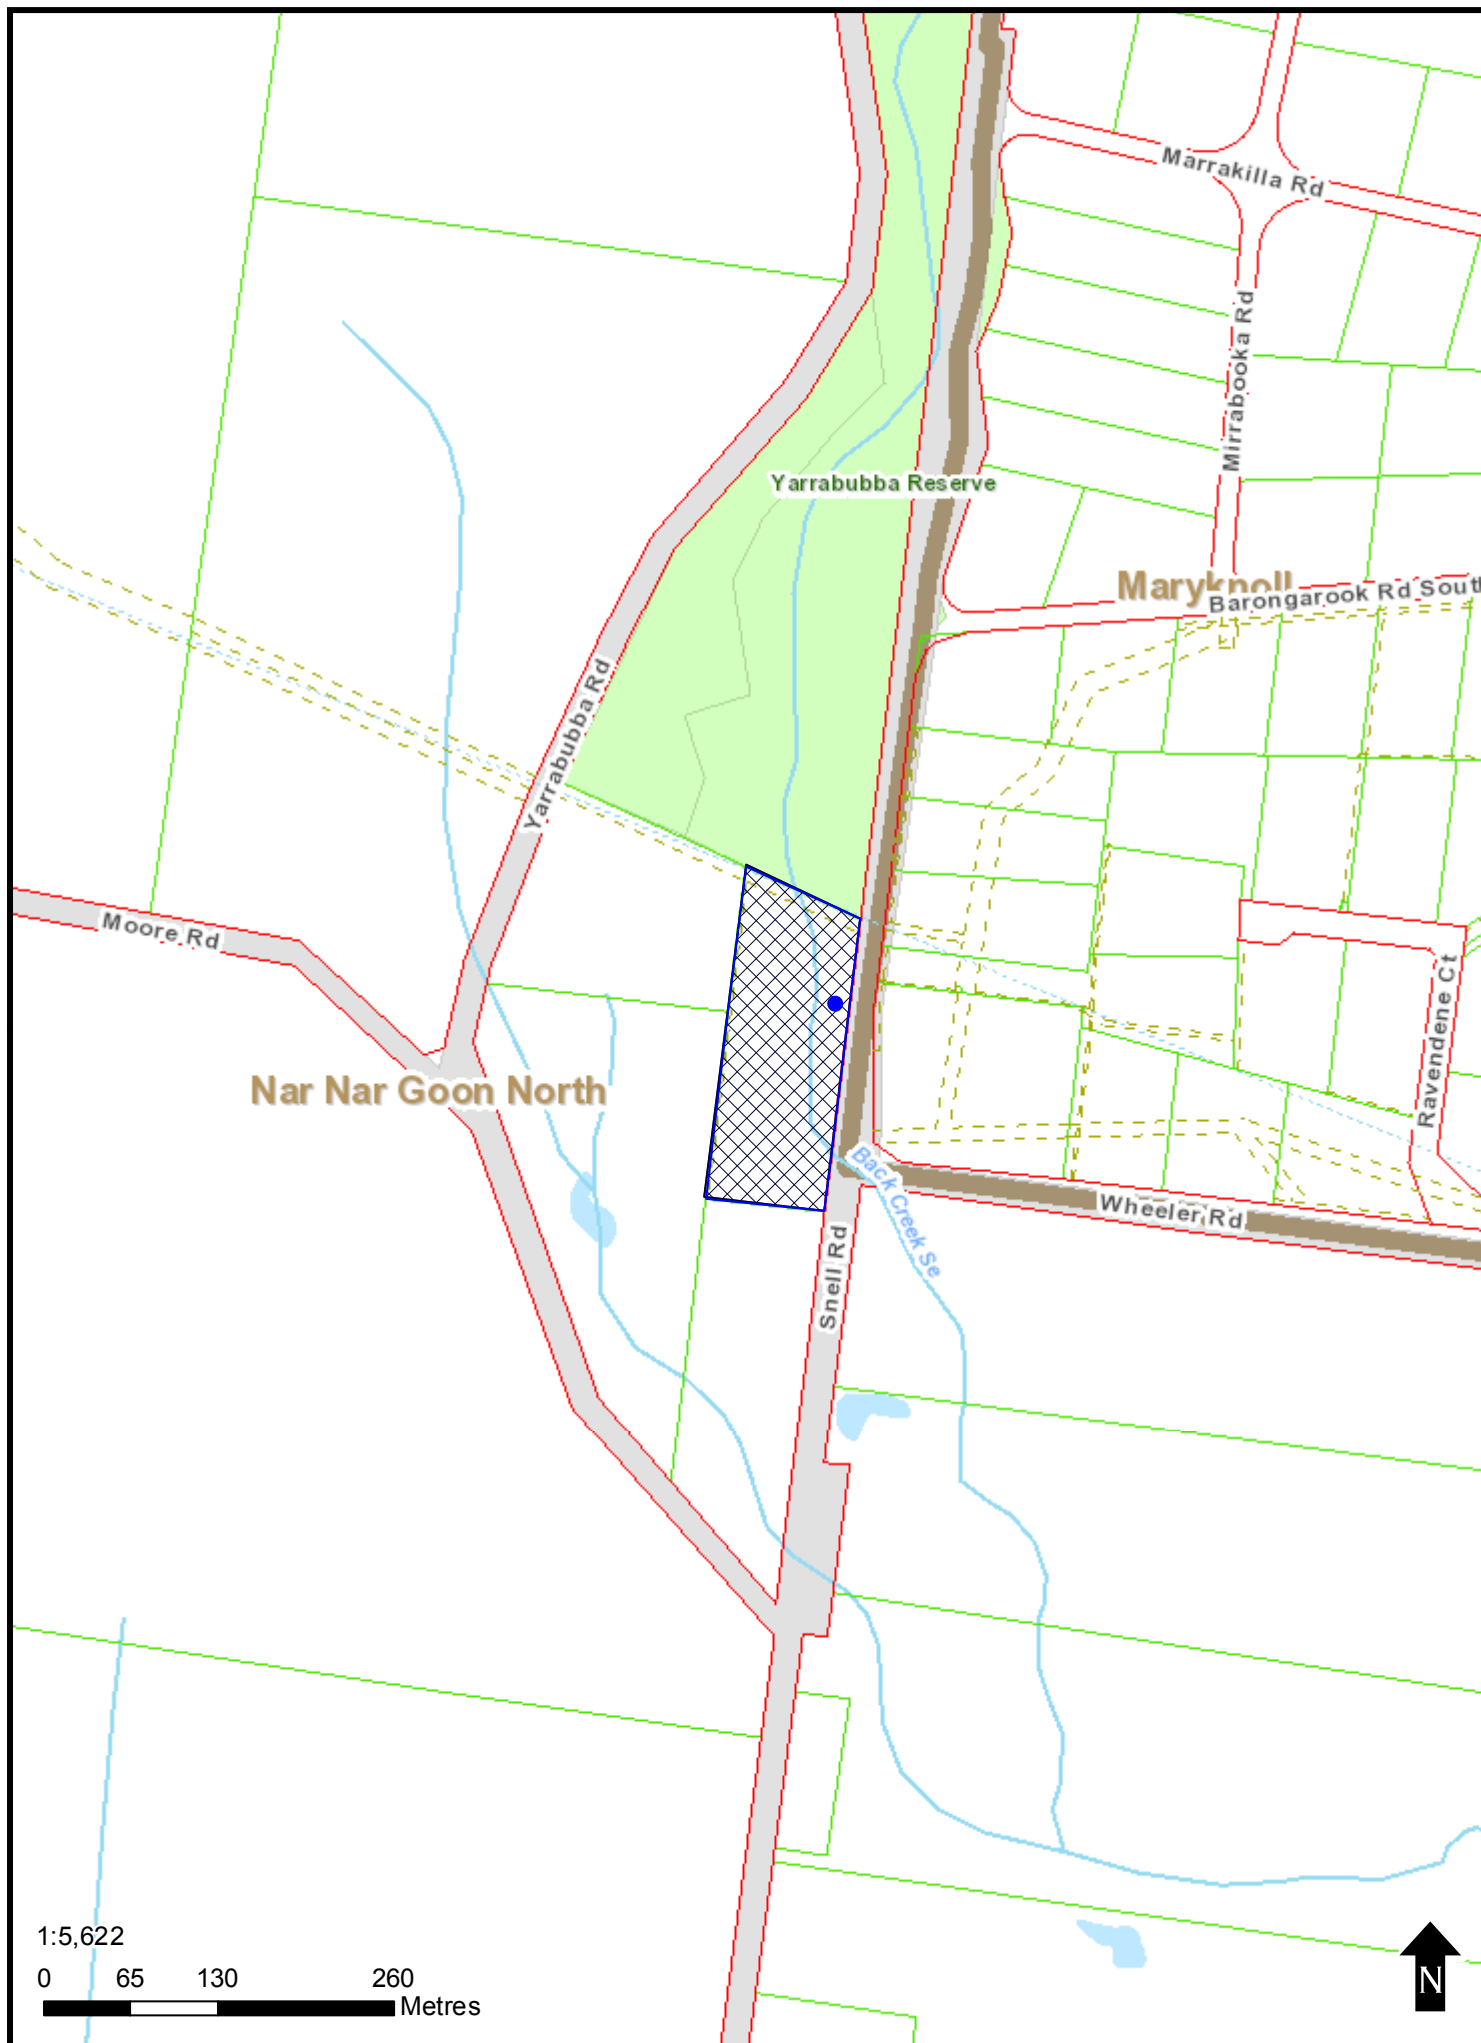 Marrakilla Rd
Mirrabooka Rd
Yarrabubba Reserve
Maryknoll
Barongarook Rd Sout
Yarrabubba Rd
Moore Rd
Ravendene Ct
Nar Nar Goon North
Back Creek Se
Wheeler Rd
Snell Rd
1:5,622
0 65 130 260
Metres
N